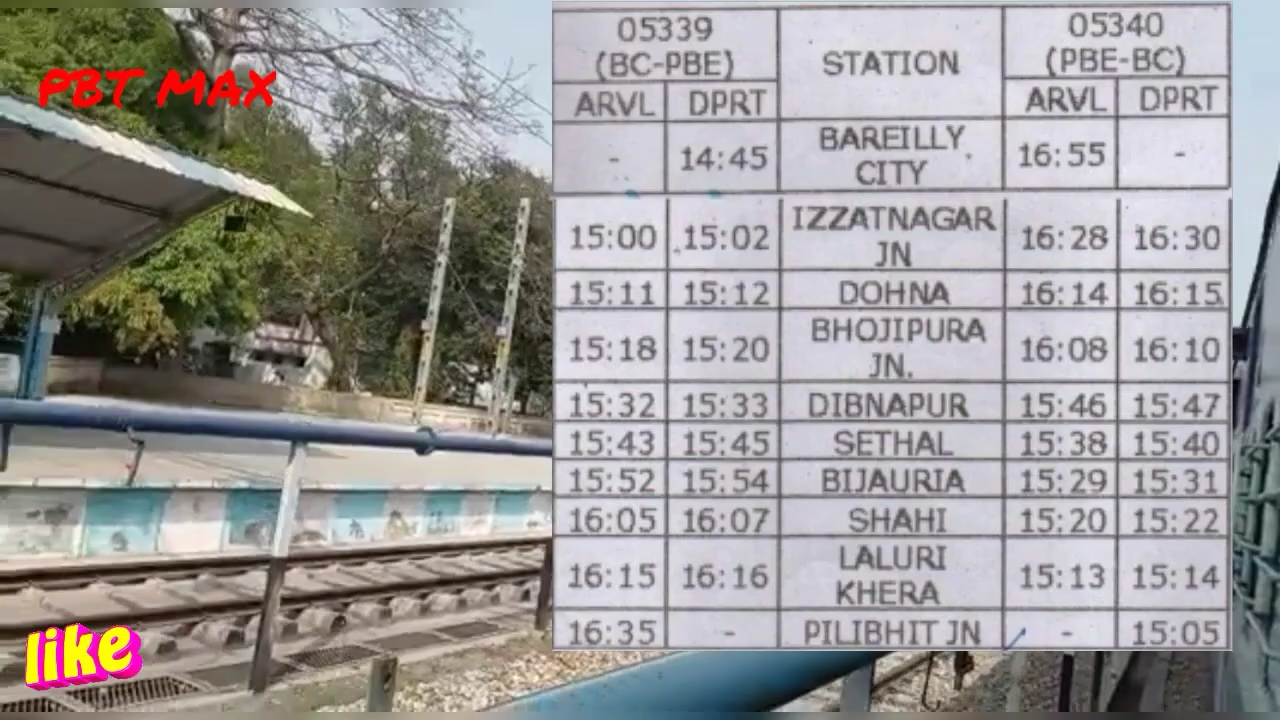 PBT MAX
05339 (BC-PBE) STATION 05340 (PBE-BC)
ARVL DPRT ARVL DPRT
- 14:45 BAREILLY CITY 16:55 -
15:00 15:02 IZZATNAGAR JN 16:28 16:30
15:11 15:12 DOHNA 16:14 16:15
15:18 15:20 BHOJIPURA JN. 16:08 16:10
15:32 15:33 DIBNAPUR 15:46 15:47
15:43 15:45 SETHAL 15:38 15:40
15:52 15:54 BIJAURIA 15:29 15:31
16:05 16:07 SHAHI 15:20 15:22
16:15 16:16 LALURI KHERA 15:13 15:14
16:35 - PILIBHIT JN - 15:05
like